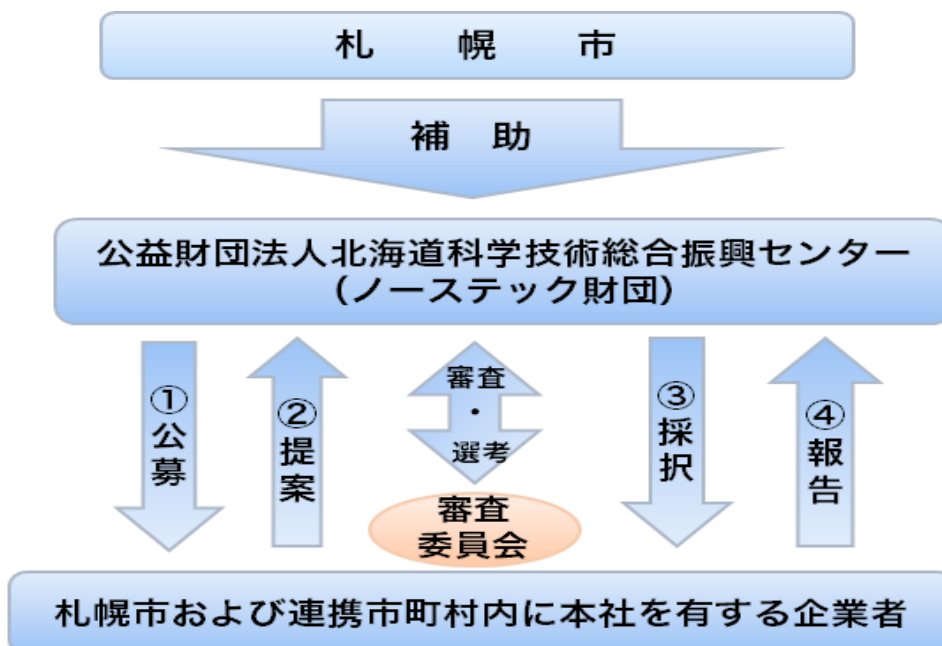 札幌市
補助
公益財団法人北海道科学技術総合振興センター
(ノーステック財団)
①公募
②提案
審査
・
選考
③採択
④報告
審査
委員会
札幌市および連携市町村内に本社を有する企業者